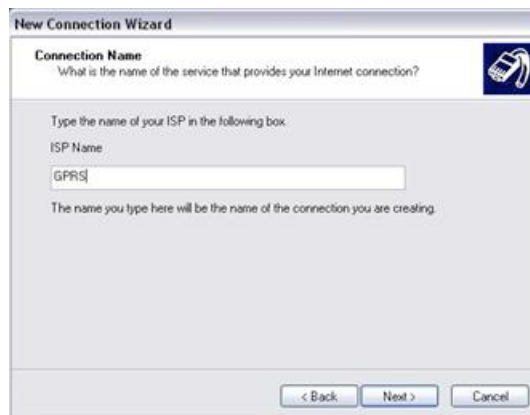 New Connection Wizard
Connection Name
What is the name of the service that provides your Internet connection?
Type the name of your ISP in the following box.
ISP Name
GPRS
The name you type here will be the name of the connection you are creating.
< Back
Next >
Cancel